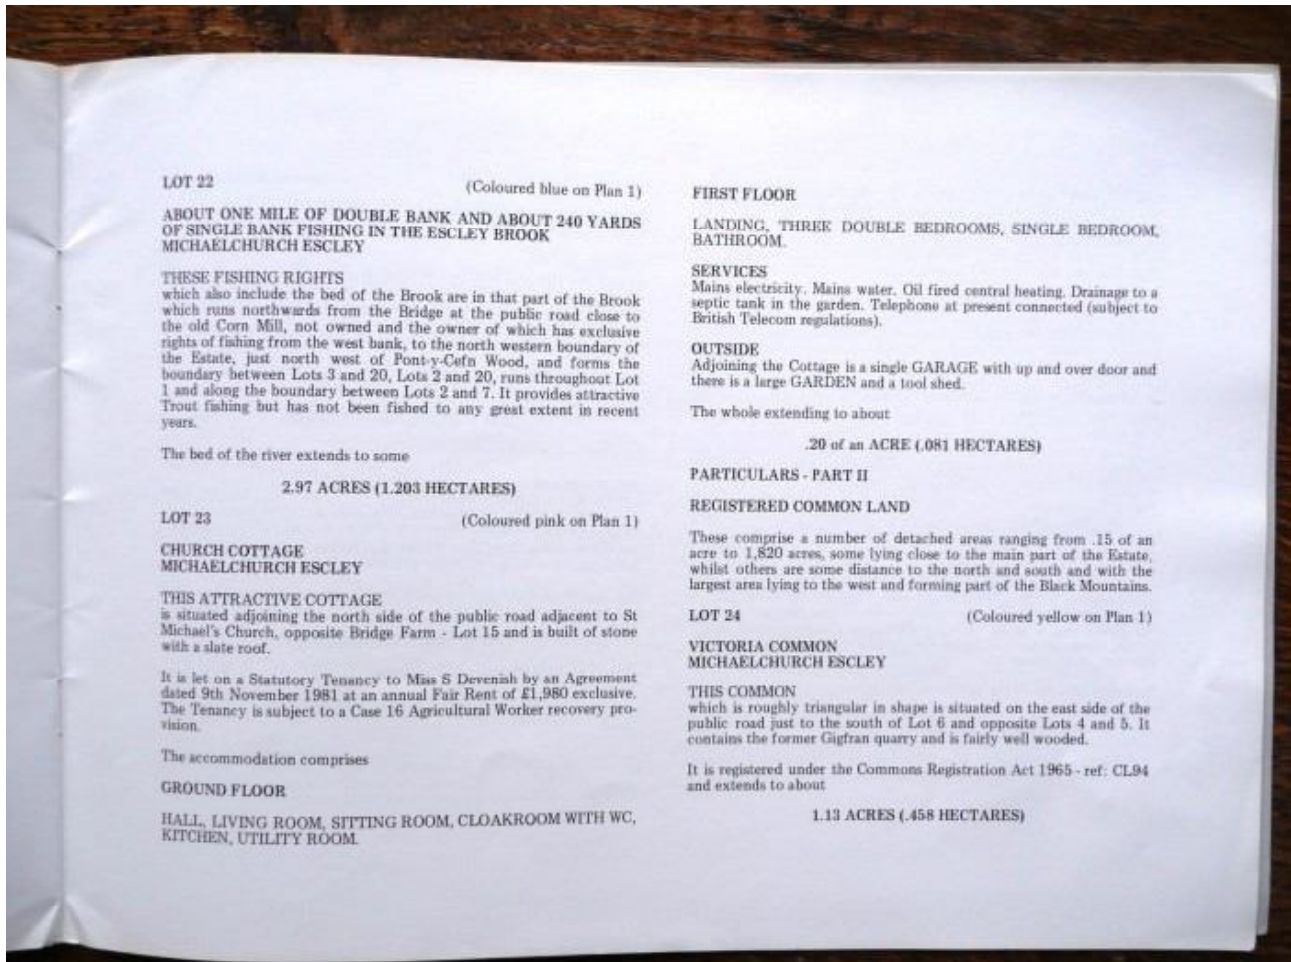 LOT 22
(Coloured blue on Plan 1)
ABOUT ONE MILE OF DOUBLE BANK AND ABOUT 240 YARDS
OF SINGLE BANK FISHING IN THE ESCLEY BROOK
MICHAELCHURCH ESCLEY
THESE FISHING RIGHTS
which also include the bed of the Brook are in that part of the Brook
which runs northwards from the Bridge at the public road close to
the old Corn Mill, not owned and the owner of which has exclusive
rights of fishing from the west bank, to the north western boundary of
the Estate, just north west of Pont-y-Cefn Wood, and forms the
boundary between Lots 3 and 20, Lots 2 and 20, runs throughout Lot
1 and along the boundary between Lots 2 and 7. It provides attractive
Trout fishing but has not been fished to any great extent in recent
years.
The bed of the river extends to some
2.97 ACRES (1.203 HECTARES)
LOT 23
(Coloured pink on Plan 1)
CHURCH COTTAGE
MICHAELCHURCH ESCLEY
THIS ATTRACTIVE COTTAGE
is situated adjoining the north side of the public road adjacent to St
Michael's Church, opposite Bridge Farm - Lot 15 and is built of stone
with a slate roof.
It is let on a Statutory Tenancy to Miss S Devenish by an Agreement
dated 9th November 1981 at an annual Fair Rent of £1,980 exclusive.
The Tenancy is subject to a Case 16 Agricultural Worker recovery pro-
vision.
The accommodation comprises
GROUND FLOOR
HALL, LIVING ROOM, SITTING ROOM, CLOAKROOM WITH WC,
KITCHEN, UTILITY ROOM.
FIRST FLOOR
LANDING, THREE DOUBLE BEDROOMS, SINGLE BEDROOM,
BATHROOM.
SERVICES
Mains electricity. Mains water. Oil fired central heating. Drainage to a
septic tank in the garden. Telephone at present connected (subject to
British Telecom regulations).
OUTSIDE
Adjoining the Cottage is a single GARAGE with up and over door and
there is a large GARDEN and a tool shed.
The whole extending to about
.20 of an ACRE (.081 HECTARES)
PARTICULARS - PART II
REGISTERED COMMON LAND
These comprise a number of detached areas ranging from .15 of an
acre to 1,820 acres, some lying close to the main part of the Estate,
whilst others are some distance to the north and south and with the
largest area lying to the west and forming part of the Black Mountains.
LOT 24
(Coloured yellow on Plan 1)
VICTORIA COMMON
MICHAELCHURCH ESCLEY
THIS COMMON
which is roughly triangular in shape is situated on the east side of the
public road just to the south of Lot 6 and opposite Lots 4 and 5. It
contains the former Gigfran quarry and is fairly well wooded.
It is registered under the Commons Registration Act 1965 - ref: CL94
and extends to about
1.13 ACRES (.458 HECTARES)